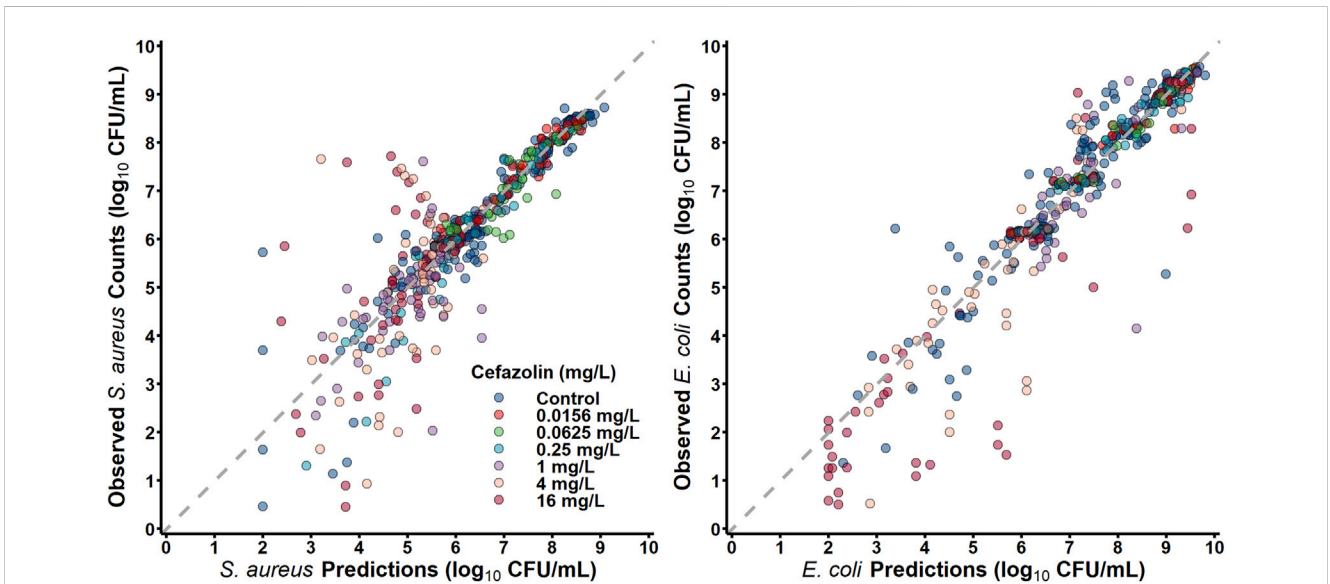 Observed S. aureus Counts (log10 CFU/mL)
10
9
8
7
6
5
4
3
2
1
0
Cefazolin (mg/L)
Control
0.0156 mg/L
0.0625 mg/L
0.25 mg/L
1 mg/L
4 mg/L
16 mg/L
0 1 2 3 4 5 6 7 8 9 10
S. aureus Predictions (log10 CFU/mL)
Observed E. coli Counts (log10 CFU/mL)
10
9
8
7
6
5
4
3
2
1
0
0 1 2 3 4 5 6 7 8 9 10
E. coli Predictions (log10 CFU/mL)